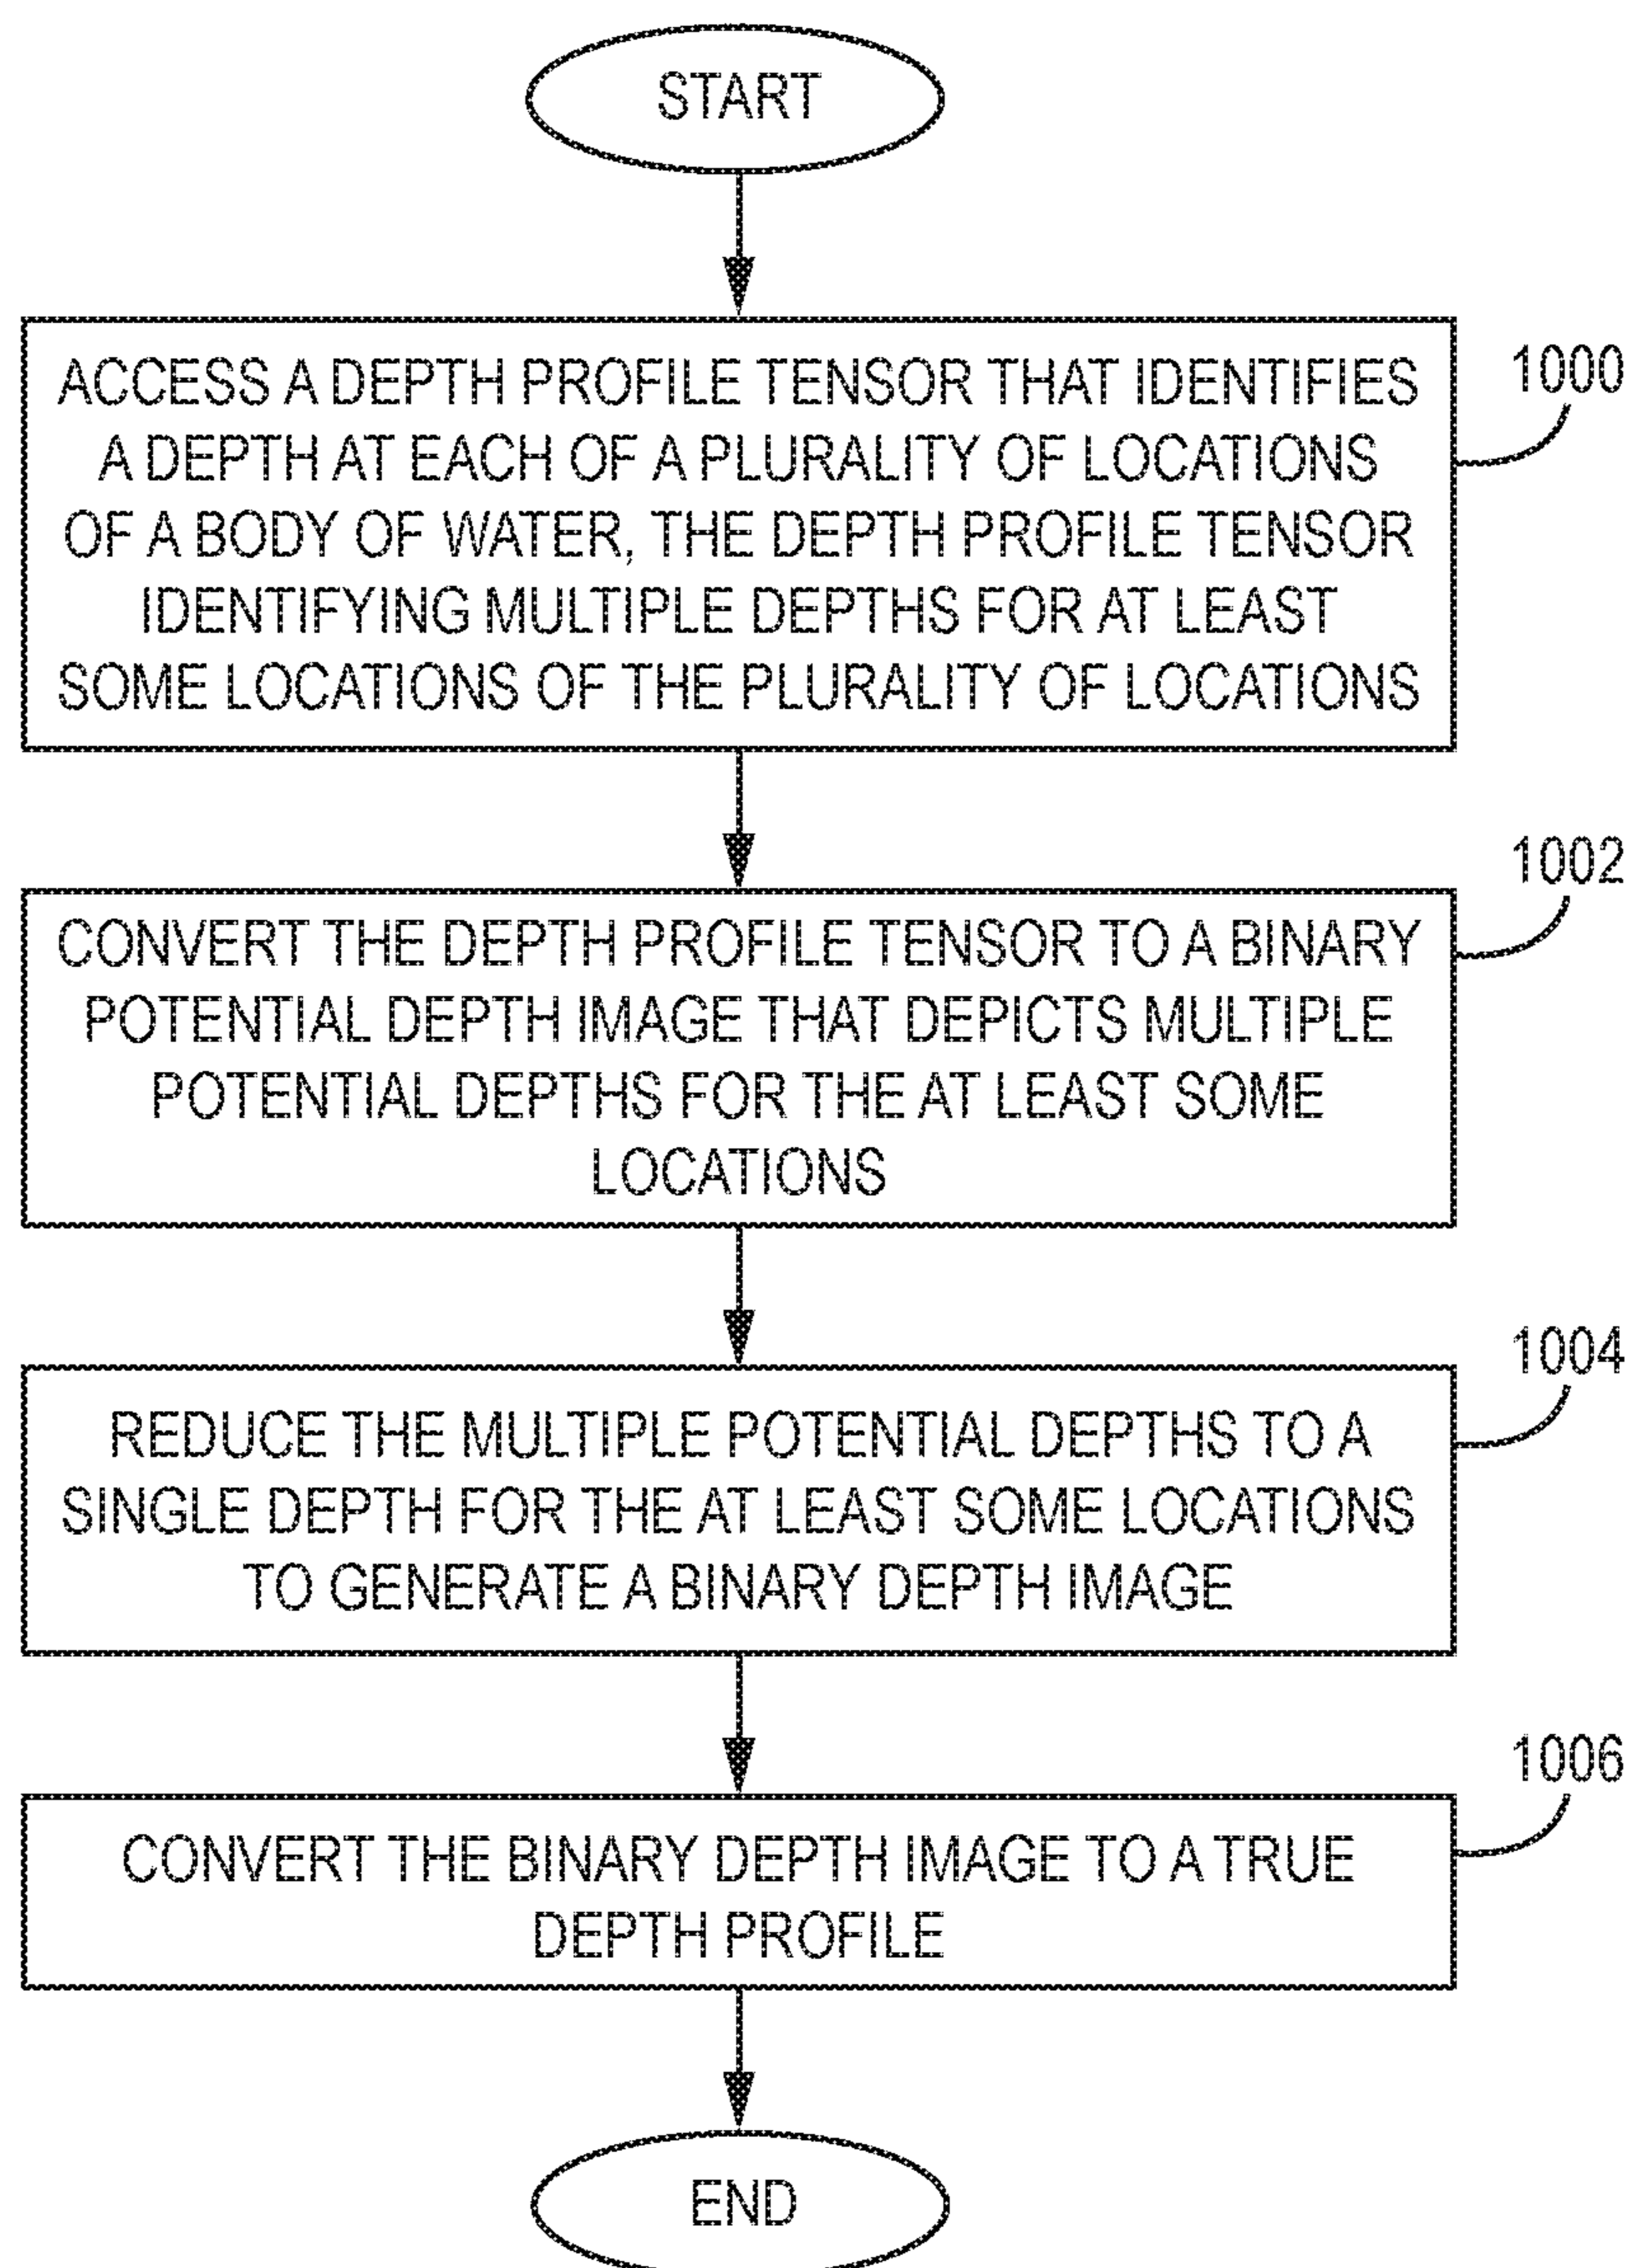 START
ACCESS A DEPTH PROFILE TENSOR THAT IDENTIFIES
A DEPTH AT EACH OF A PLURALITY OF LOCATIONS
OF A BODY OF WATER, THE DEPTH PROFILE TENSOR
IDENTIFYING MULTIPLE DEPTHS FOR AT LEAST
SOME LOCATIONS OF THE PLURALITY OF LOCATIONS
1000
CONVERT THE DEPTH PROFILE TENSOR TO A BINARY
POTENTIAL DEPTH IMAGE THAT DEPICTS MULTIPLE
POTENTIAL DEPTHS FOR THE AT LEAST SOME
LOCATIONS
1002
REDUCE THE MULTIPLE POTENTIAL DEPTHS TO A
SINGLE DEPTH FOR THE AT LEAST SOME LOCATIONS
TO GENERATE A BINARY DEPTH IMAGE
1004
CONVERT THE BINARY DEPTH IMAGE TO A TRUE
DEPTH PROFILE
1006
END